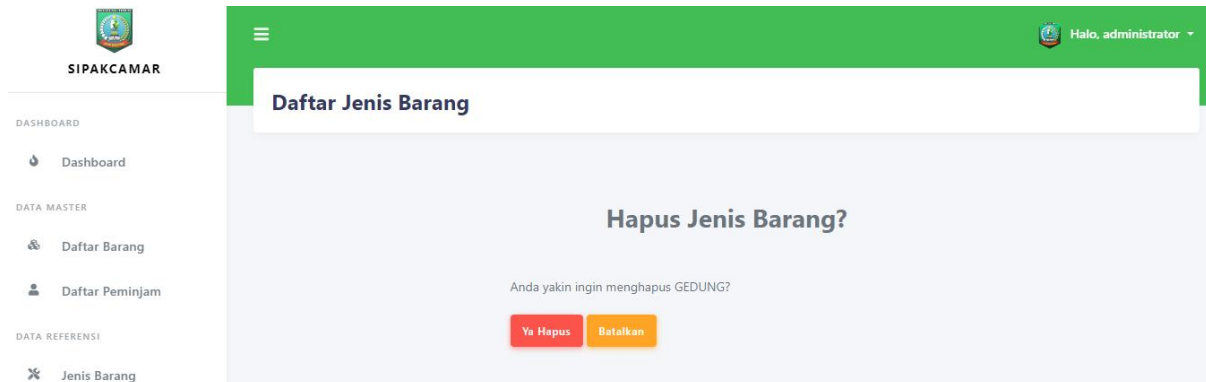 SIPAKCAMAR
DASHBOARD
Dashboard
DATA MASTER
Daftar Barang
Daftar Peminjam
DATA REFERENSI
Jenis Barang
Halo, administrator
Daftar Jenis Barang
Hapus Jenis Barang?
Anda yakin ingin menghapus GEDUNG?
Ya Hapus Batalkan